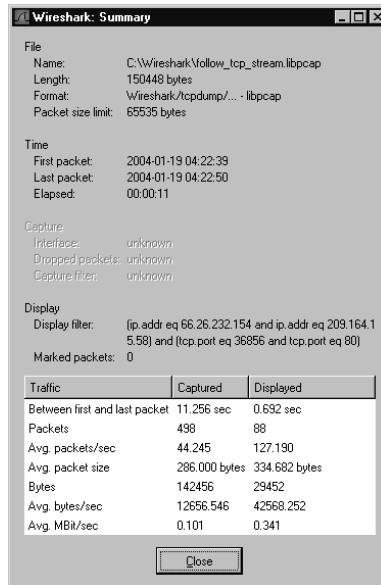 Wireshark: Summary
File
Name: C:\Wireshark\follow_tcp_stream.libpcap
Length: 150448 bytes
Format: Wireshark/tcpdump/... - libpcap
Packet size limit: 65535 bytes
Time
First packet: 2004-01-19 04:22:39
Last packet: 2004-01-19 04:22:50
Elapsed: 00:00:11
Capture
Interface: unknown
Dropped packets: unknown
Capture filter: unknown
Display
Display filter: (ip.addr eq 66.26.232.154 and ip.addr eq 209.164.1
5.58) and (tcp.port eq 36856 and tcp.port eq 80)
Marked packets: 0
Traffic Captured Displayed
Between first and last packet 11.256 sec 0.692 sec
Packets 498 88
Avg. packets/sec 44.245 127.190
Avg. packet size 286.000 bytes 334.682 bytes
Bytes 142456 29452
Avg. bytes/sec 12656.546 42568.252
Avg. MBit/sec 0.101 0.341
Close